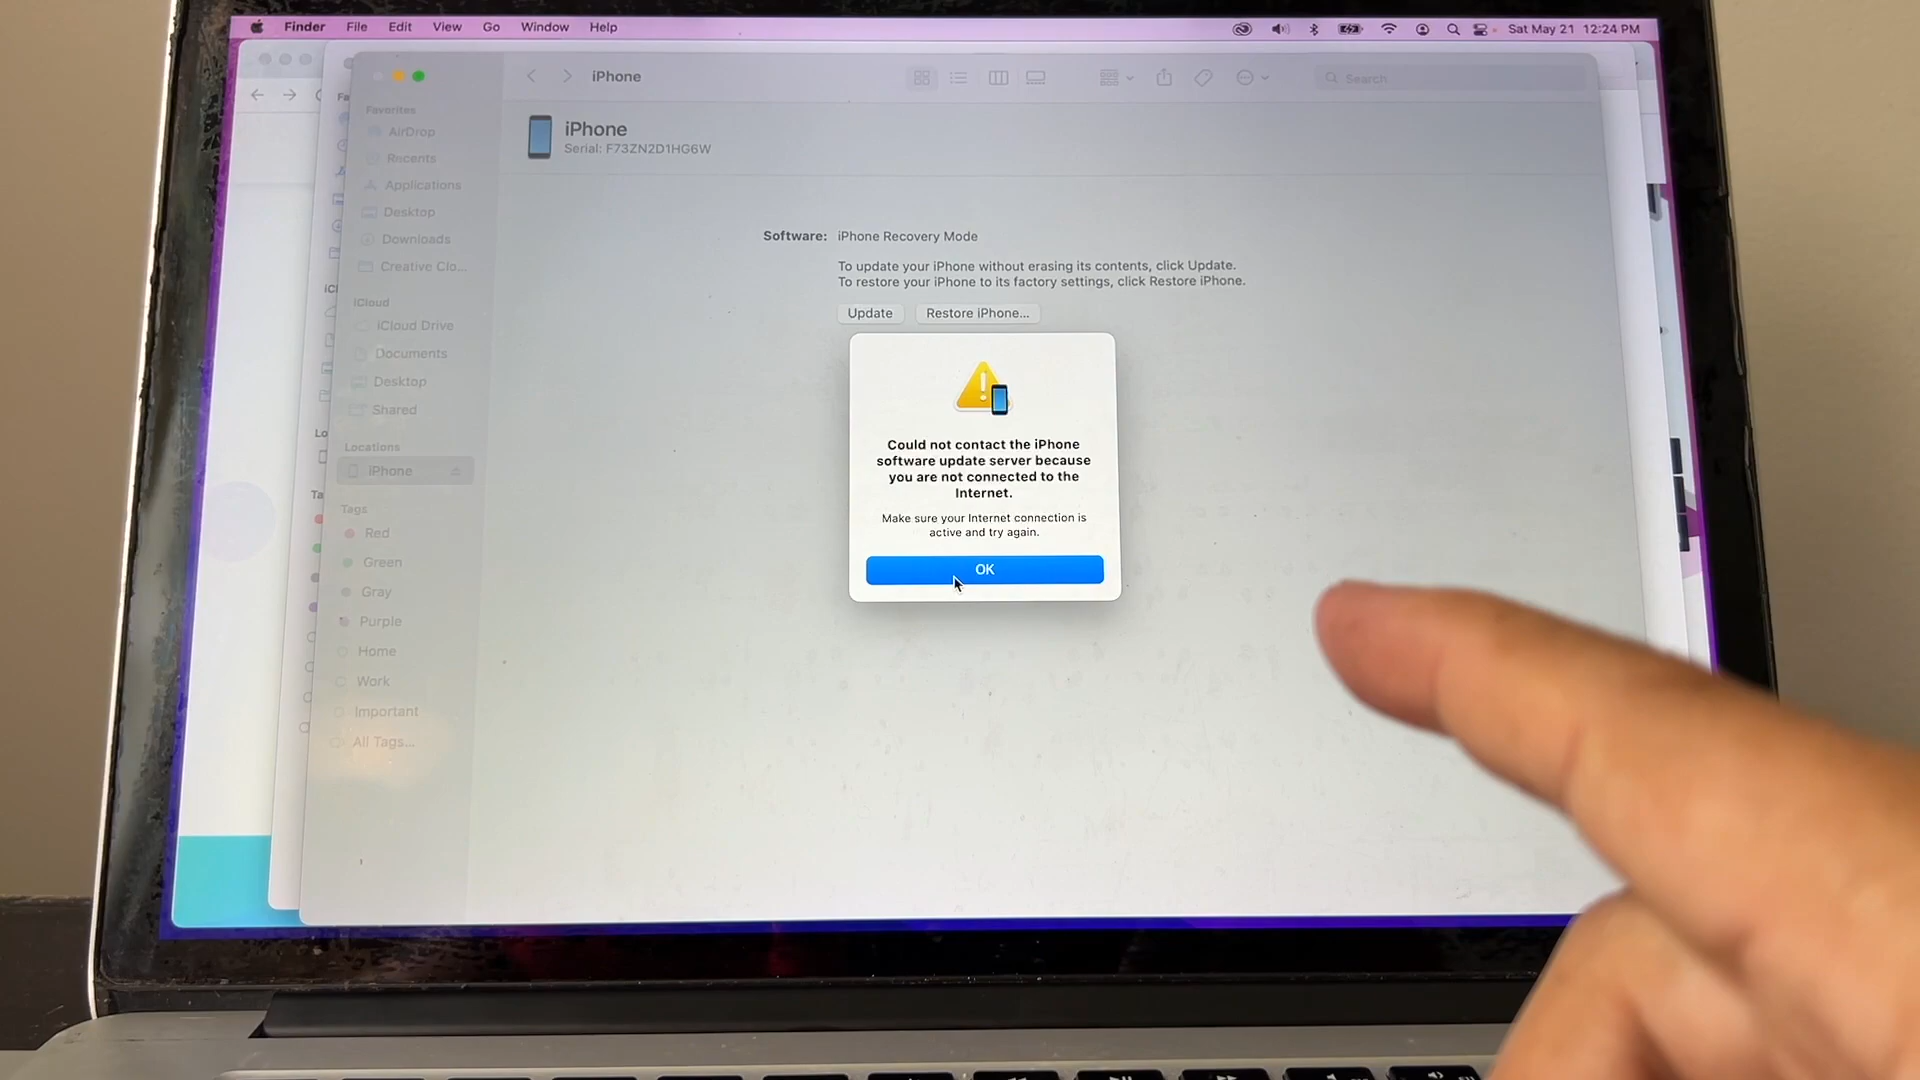 Finder File Edit View Go Window Help
Sat May 21 12:24 PM
iPhone
Search
Fa
Favorites
AirDrop
Recents
Applications
Desktop
Downloads
Creative Clo...
iCloud
iCloud Drive
Documents
Desktop
Shared
Lo
Locations
iPhone
Ta
Tags
Red
Green
Gray
Purple
Home
Work
Important
All Tags...
iPhone
Serial: F73ZN2D1HG6W
Software: iPhone Recovery Mode
To update your iPhone without erasing its contents, click Update.
To restore your iPhone to its factory settings, click Restore iPhone.
Update
Restore iPhone...
Could not contact the iPhone
software update server because
you are not connected to the
Internet.
Make sure your Internet connection is
active and try again.
OK